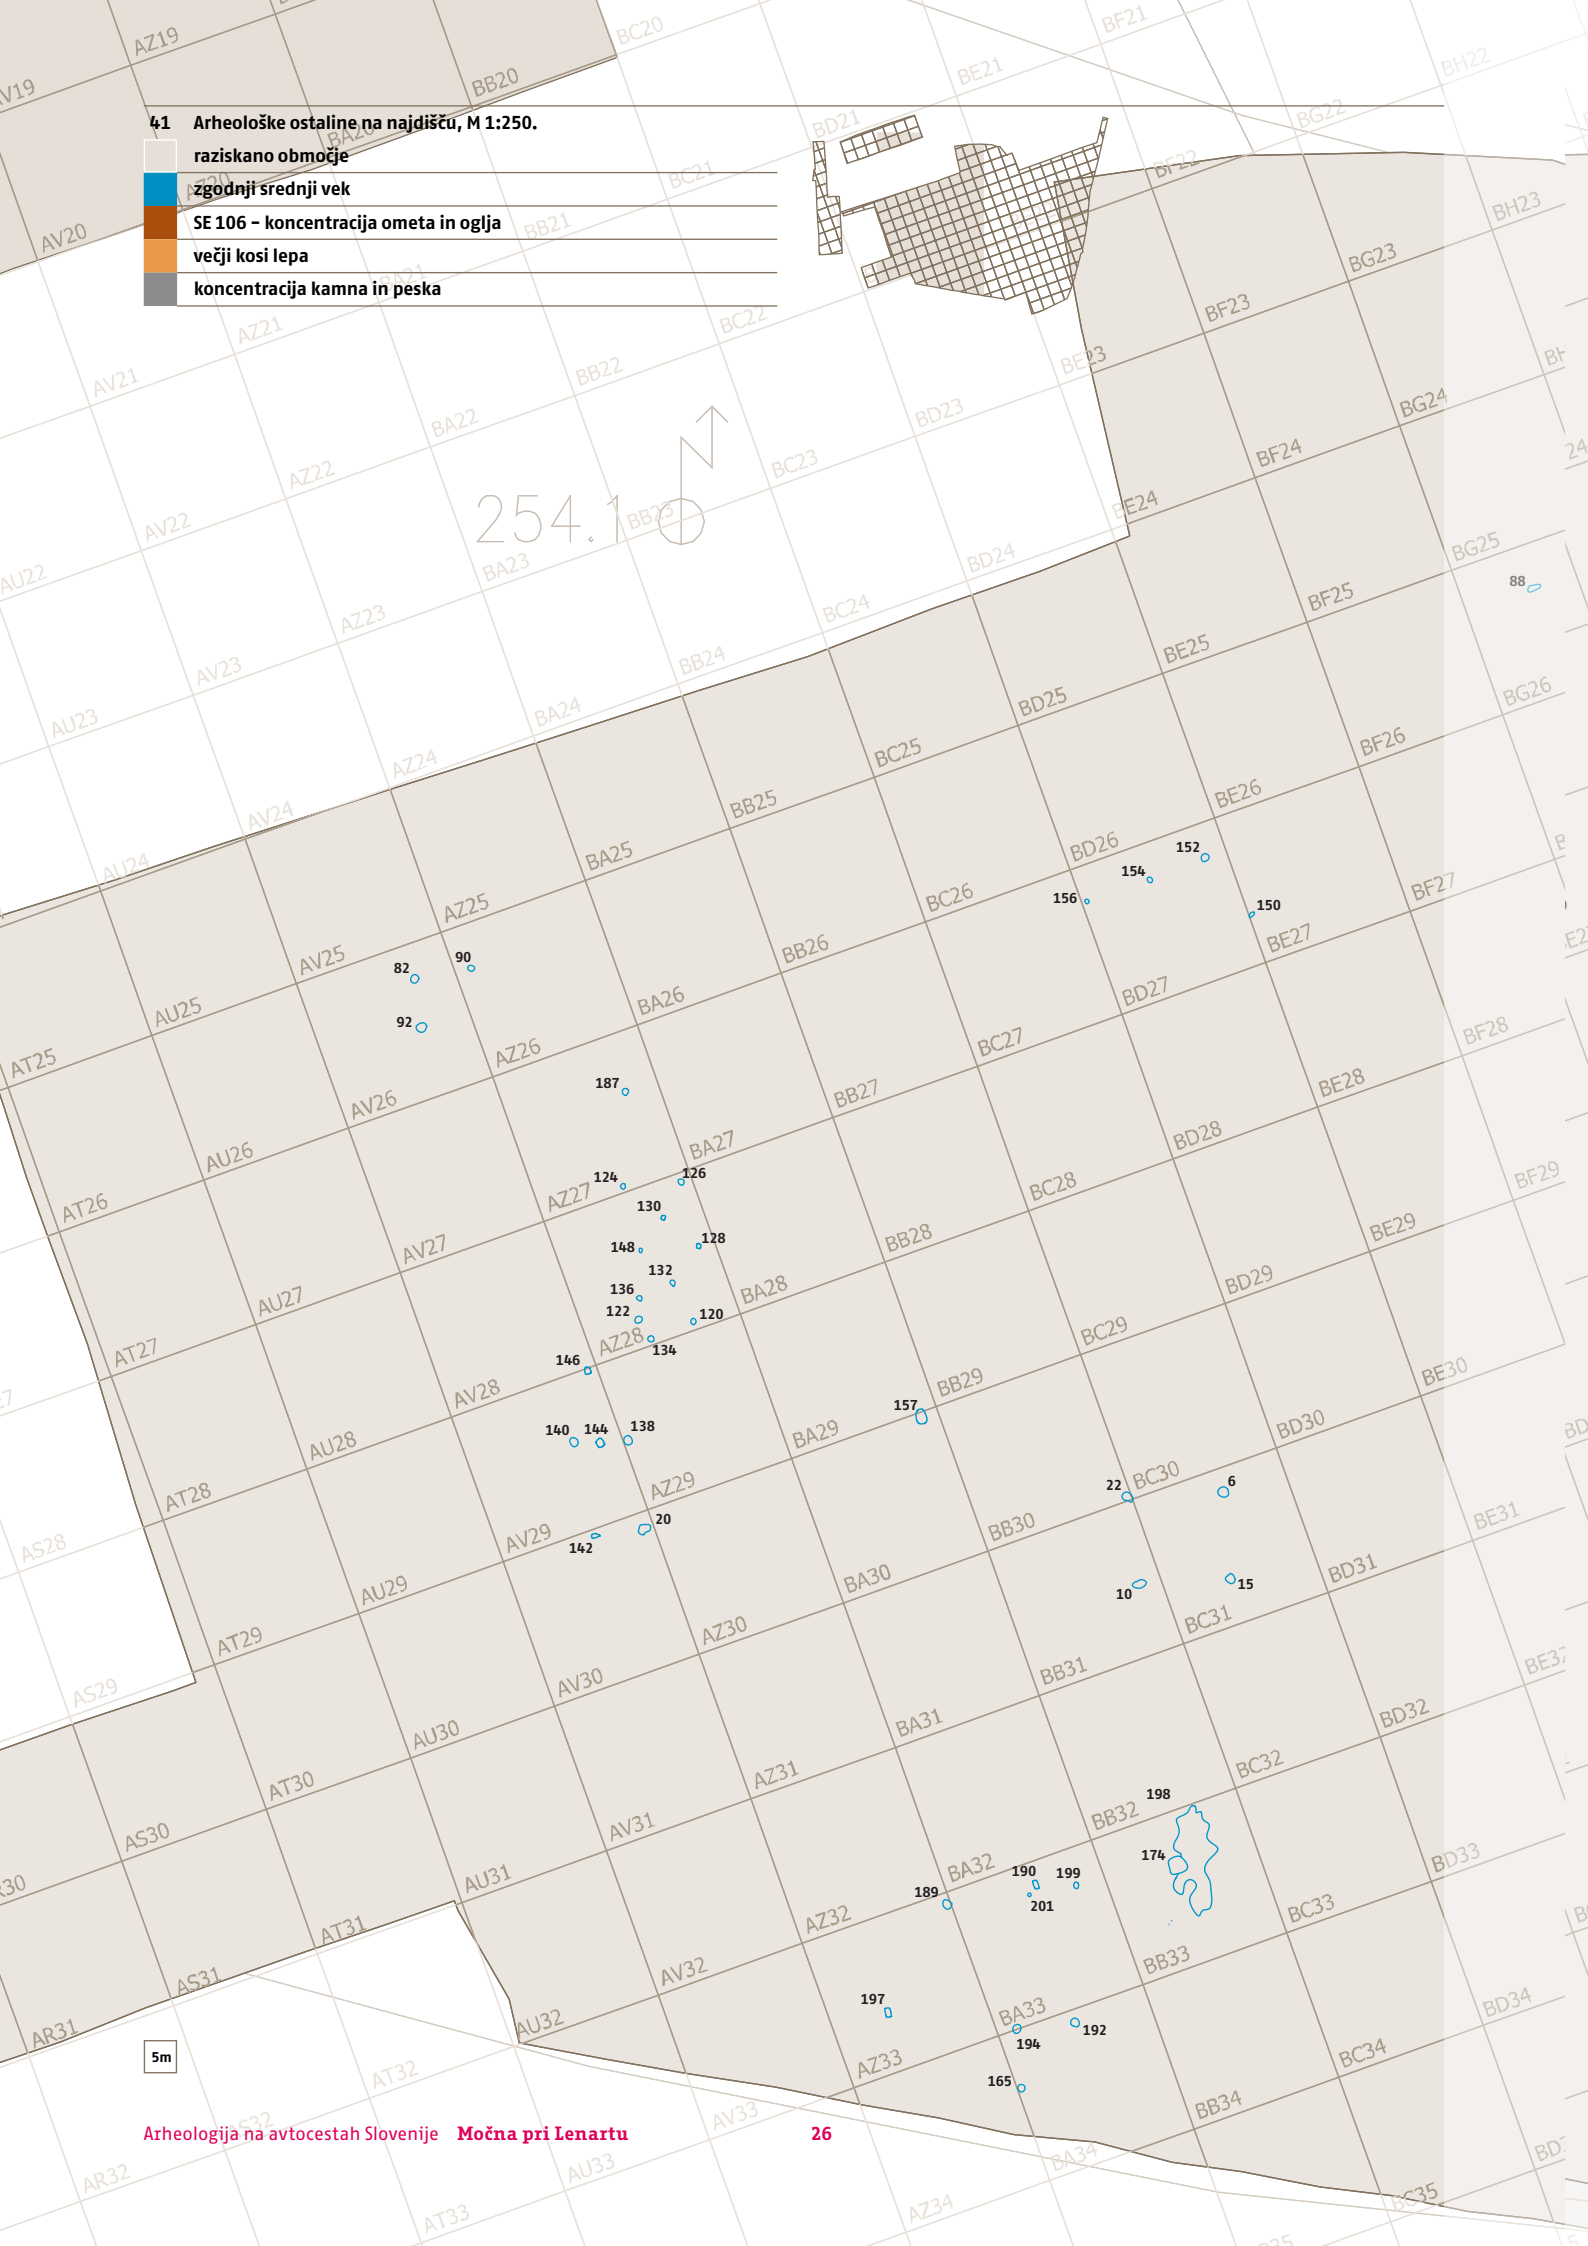 41 Arheološke ostaline na najdišču, M 1:250.
raziskano območje
zgodnji srednji vek
SE 106 – koncentracija ometa in oglja
večji kosi lepa
koncentracija kamna in peska
AZ19
BB20
BC20
BE21
BF21
BH22
BG22
BD21
BA20
AZ20
AV20
BC21
BB21
BA21
BF22
BH23
BG23
AZ21
BC22
BF23
AV21
BB22
BE23
BA22
BD23
BG24
AZ22
BC23
BF24
AV22
254.1
BB23
BE24
AU22
BA23
BD24
BG25
88
AZ23
BC24
BF25
AV23
BB24
BE25
AU23
BA24
BD25
BG26
AZ24
BC25
BF26
AV24
BB25
BE26
AU24
BA25
BD26
152
154
156
150
AZ25
BC26
BF27
AV25
BB26
BE27
82
90
92
AU25
BA26
BD27
AT25
AZ26
BC27
BF28
187
AV26
BB27
BE28
AU26
BA27
BD28
124
126
AT26
AZ27
BC28
BF29
130
128
148
AV27
BB28
BE29
132
136
122
120
AU27
BA28
BD29
134
AT27
AZ28
BC29
BE30
146
AV28
BB29
157
140
144
138
AU28
BA29
BD30
AT28
AZ29
BC30
22
6
20
142
AS28
AV29
BB30
BE31
10
15
AU29
BA30
BD31
AT29
AZ30
BC31
AS29
AV30
BB31
BE32
AU30
BA31
BD32
AT30
AZ31
BC32
198
AS30
AV31
BB32
174
BD33
AU31
BA32
190
199
189
201
AT31
AZ32
BC33
AS31
AV32
BB33
197
AR31
AU32
BA33
BD34
194
192
5m
AT32
AZ33
BC34
165
AS32
AV33
BB34
Arheologija na avtocestah Slovenije Močna pri Lenartu 26
AR32
AU33
BA34
AT33
AZ34
BC35